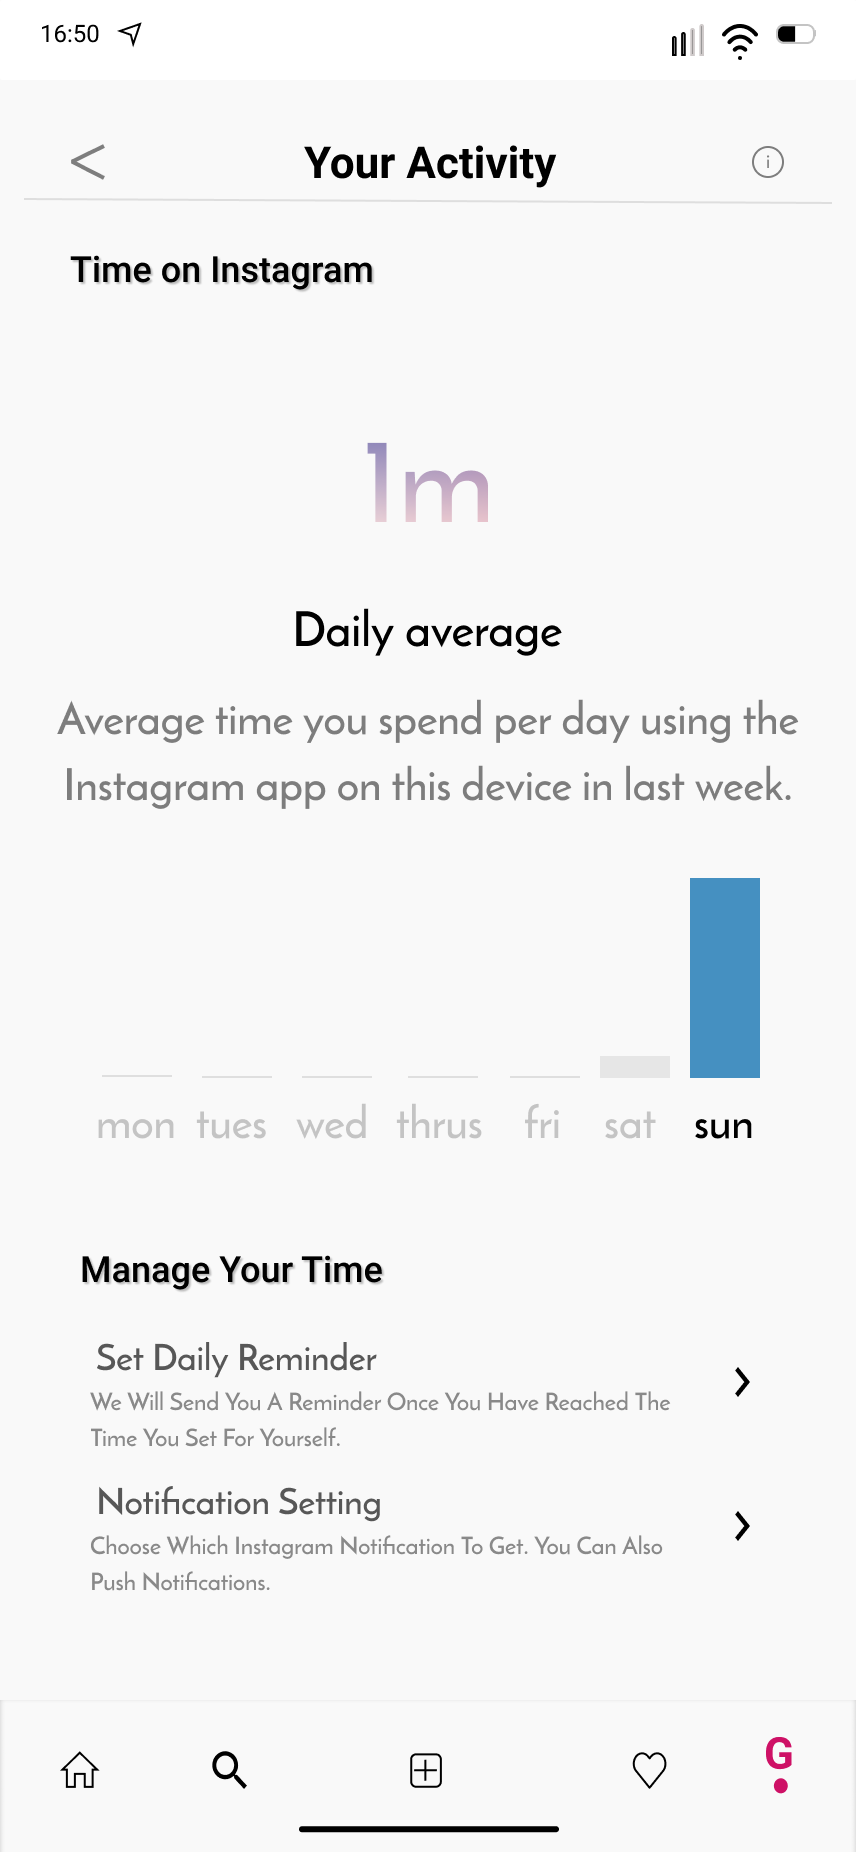 16:50
Your Activity
Time on Instagram
1m
Daily average
Average time you spend per day using the
Instagram app on this device in last week.
mon tues wed thrus fri sat sun
Manage Your Time
Set Daily Reminder
We Will Send You A Reminder Once You Have Reached The
Time You Set For Yourself.
Notification Setting
Choose Which Instagram Notification To Get. You Can Also
Push Notifications.
G